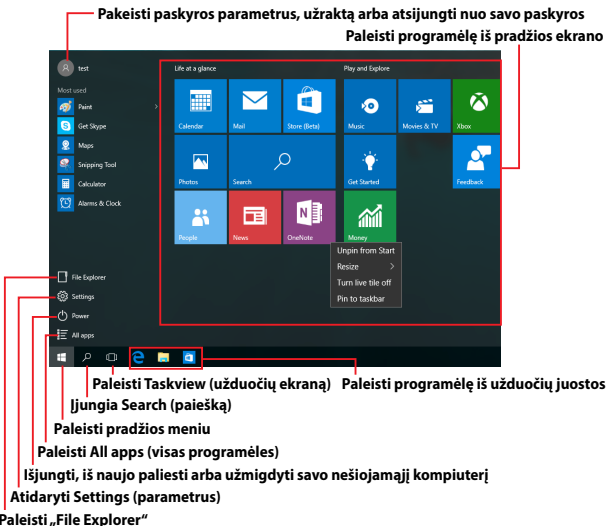 Pakeisti paskyros parametrus, užraktą arba atsijungti nuo savo paskyros
Paleisti programėlę iš pradžios ekrano
test
Life at a glance
Play and Explore
Most used
Paint
Get Skype
Maps
Snipping Tool
Calculator
Alarms & Clock
Calendar
Mail
Store (Beta)
Music
Movies & TV
Xbox
Photos
Search
Get Started
Feedback
People
News
OneNote
Money
Unpin from Start
Resize
Turn live tile off
Pin to taskbar
File Explorer
Settings
Power
All apps
Paleisti Taskview (užduočių ekraną)
Paleisti programėlę iš užduočių juostos
Įjungia Search (paiešką)
Paleisti pradžios meniu
Paleisti All apps (visas programėles)
Išjungti, iš naujo paliesti arba užmigdyti savo nešiojamąjį kompiuterį
Atidaryti Settings (parametrus)
Paleisti „File Explorer“